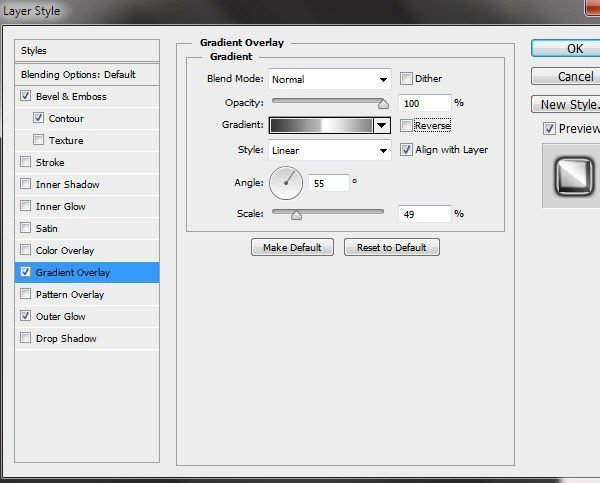 Layer Style
Styles
Blending Options: Default
Bevel & Emboss
Contour
Texture
Stroke
Inner Shadow
Inner Glow
Satin
Color Overlay
Gradient Overlay
Pattern Overlay
Outer Glow
Drop Shadow
Gradient Overlay
Gradient
Blend Mode: Normal Dither
Opacity: 100 %
Gradient: Reverse
Style: Linear Align with Layer
Angle: 55 °
Scale: 49 %
Make Default Reset to Default
OK
Cancel
New Style...
Preview